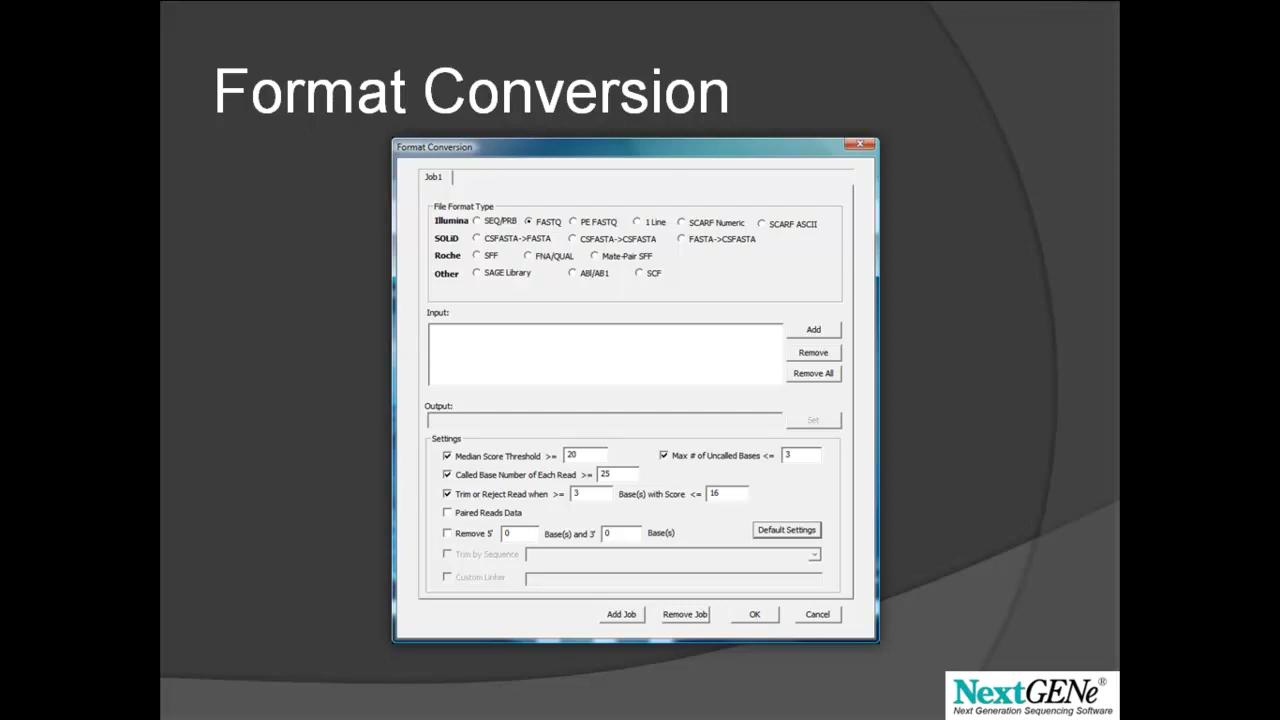 Format Conversion
Format Conversion
Job1
File Format Type
Illumina SEQ/PRB FASTQ PE FASTQ 1 Line SCARF Numeric SCARF ASCII
SOLiD CSFASTA->FASTA CSFASTA->CSFASTA FASTA->CSFASTA
Roche SFF FNA/QUAL Mate-Pair SFF
Other SAGE Library ABI/AB1 SCF
Input:
Add
Remove
Remove All
Output:
Set
Settings
Median Score Threshold >= 20 Max # of Uncalled Bases <= 3
Called Base Number of Each Read >= 25
Trim or Reject Read when >= 3 Base(s) with Score <= 16
Paired Reads Data
Remove 5' 0 Base(s) and 3' 0 Base(s) Default Settings
Trim by Sequence
Custom Linker
Add Job Remove Job OK Cancel
NextGENe®
Next Generation Sequencing Software